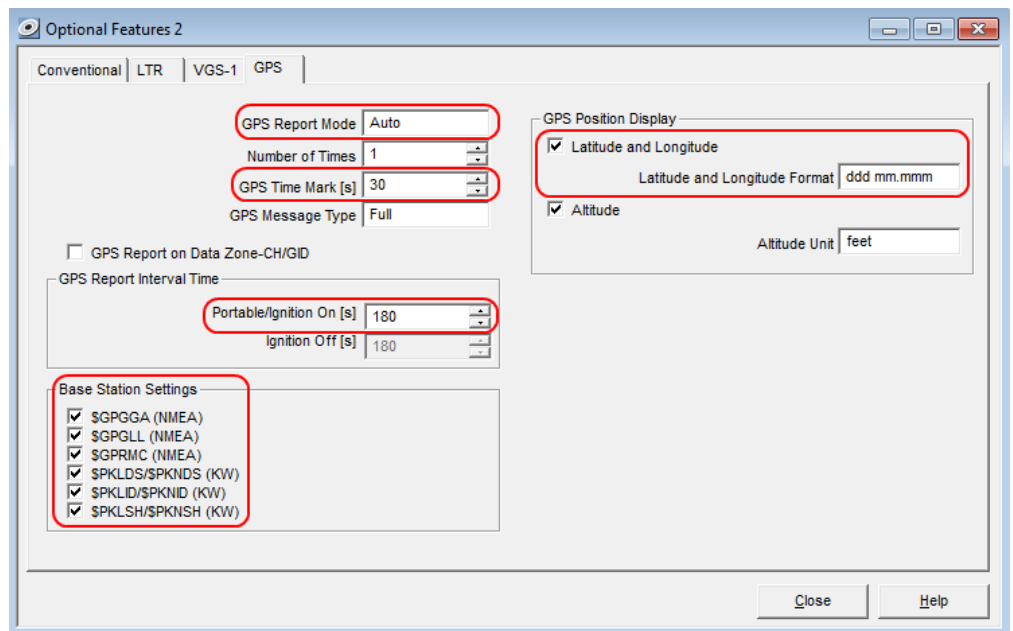 Optional Features 2
Conventional LTR VGS-1 GPS
GPS Report Mode Auto
Number of Times 1
GPS Time Mark [s] 30
GPS Message Type Full
GPS Report on Data Zone-CH/GID
GPS Report Interval Time
Portable/Ignition On [s] 180
Ignition Off [s] 180
Base Station Settings
$GPGGA (NMEA)
$GPGLL (NMEA)
$GPRMC (NMEA)
$PKLDS/$PKNDS (KW)
$PKLID/$PKNID (KW)
$PKLSH/$PKNSH (KW)
GPS Position Display
Latitude and Longitude
Latitude and Longitude Format ddd mm.mmm
Altitude
Altitude Unit feet
Close Help